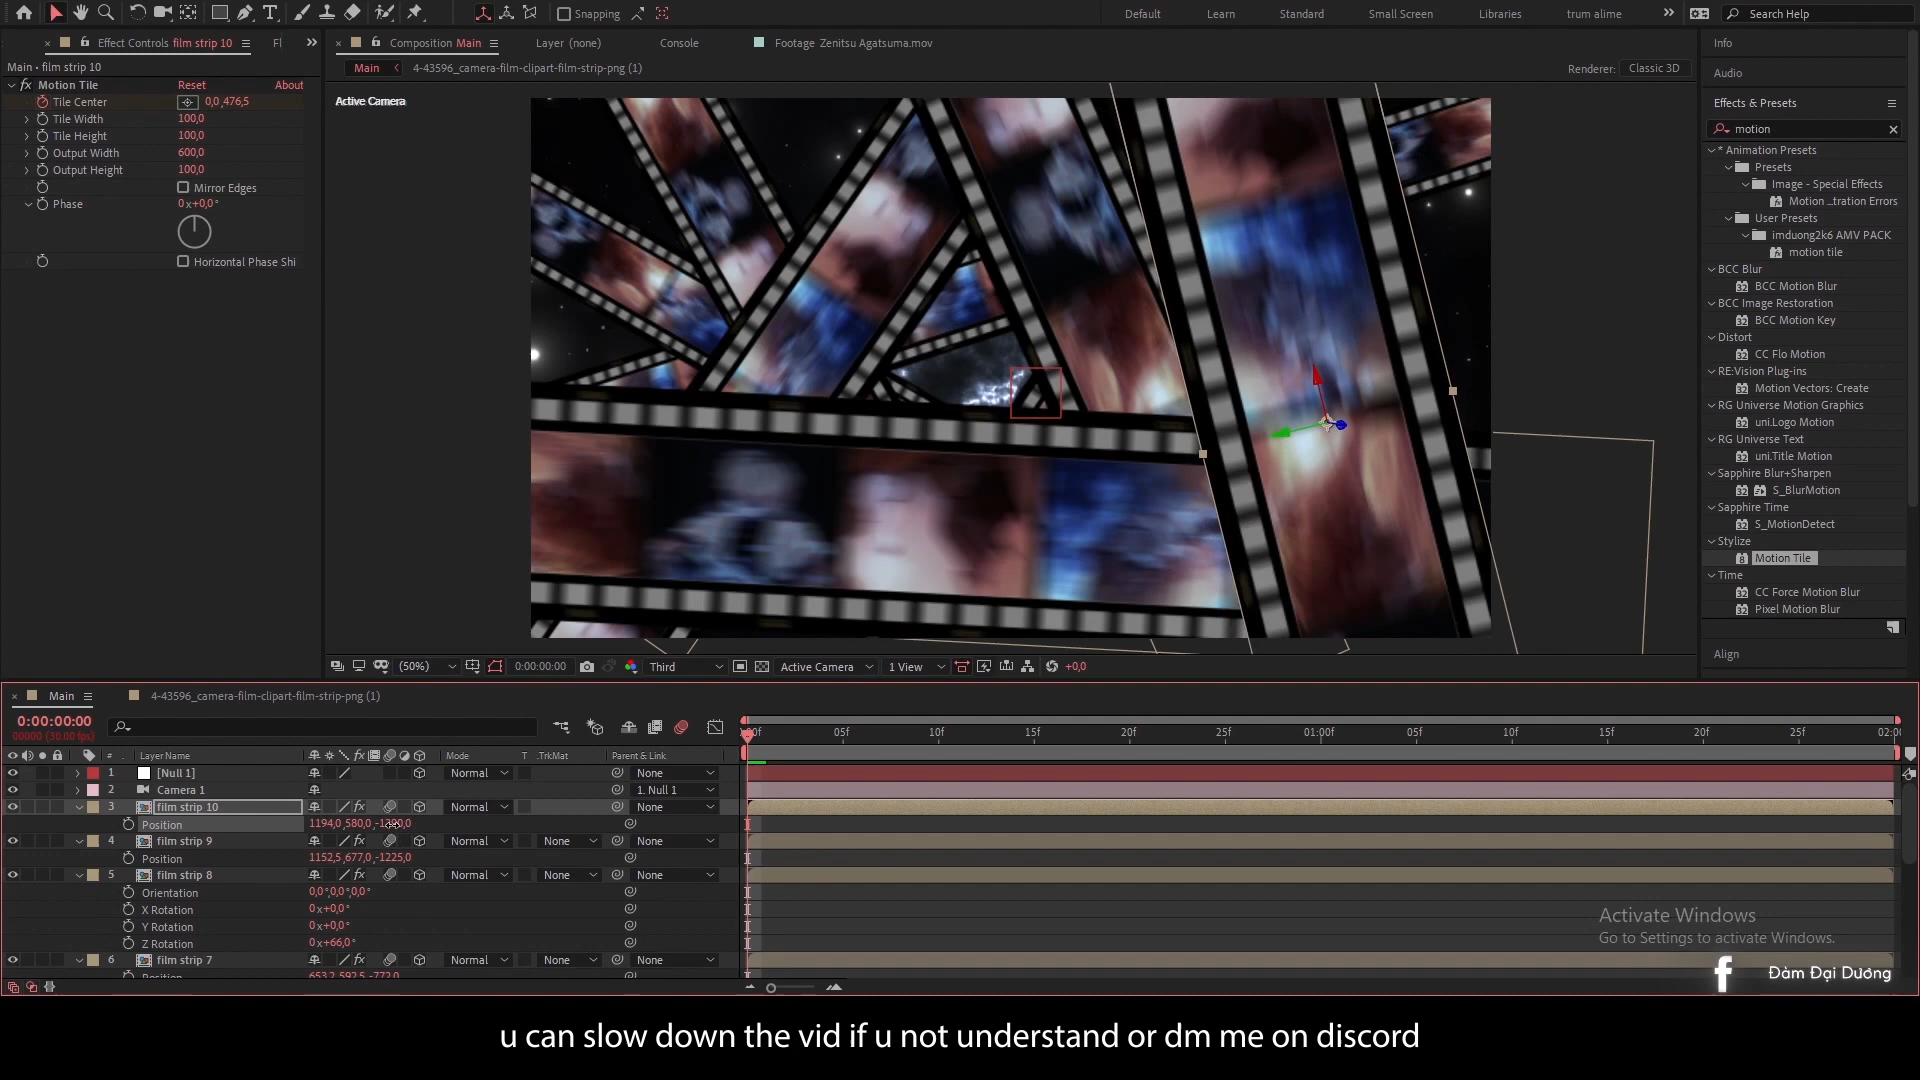 Snapping
Default
Learn
Standard
Small Screen
Libraries
trum alime
Search Help
Effect Controls film strip 10
Composition Main
Layer (none)
Console
Footage Zenitsu Agatsuma.mov
Info
Main • film strip 10
Main
4-43596_camera-film-clipart-film-strip-png (1)
Renderer: Classic 3D
Audio
Motion Tile Reset About
Tile Center 0,0,476,5
Tile Width 100,0
Tile Height 100,0
Output Width 600,0
Output Height 100,0
Mirror Edges
Phase 0x+0,0°
Horizontal Phase Shi
Active Camera
Effects & Presets
motion
* Animation Presets
Presets
Image - Special Effects
Motion ...tration Errors
User Presets
imduong2k6 AMV PACK
motion tile
BCC Blur
BCC Motion Blur
BCC Image Restoration
BCC Motion Key
Distort
CC Flo Motion
RE:Vision Plug-ins
Motion Vectors: Create
RG Universe Motion Graphics
uni.Logo Motion
RG Universe Text
uni.Title Motion
Sapphire Blur+Sharpen
S_BlurMotion
Sapphire Time
S_MotionDetect
Stylize
Motion Tile
Time
CC Force Motion Blur
Pixel Motion Blur
Align
(50%)
0:00:00:00
Third
Active Camera
1 View
+0,0
Main
4-43596_camera-film-clipart-film-strip-png (1)
0:00:00:00
00000 (30.00 fps)
05f 10f 15f 20f 25f 01:00f 05f 10f 15f 20f 25f
# Layer Name Mode T .TrkMat Parent & Link
1 [Null 1] Normal None
2 Camera 1 1. Null 1
3 film strip 10 Normal None
Position 1194,0,580,0
4 film strip 9 Normal None None
Position 1152,5,677,0,-1225,0
5 film strip 8 Normal None None
Orientation 0,0°,0,0°,0,0°
X Rotation 0x+0,0°
Y Rotation 0x+0,0°
Z Rotation 0x+66,0°
6 film strip 7 Normal None None
Position 653,2,592,5,-772,0
Activate Windows
Go to Settings to activate Windows.
f Đàm Đại Dương
u can slow down the vid if u not understand or dm me on discord